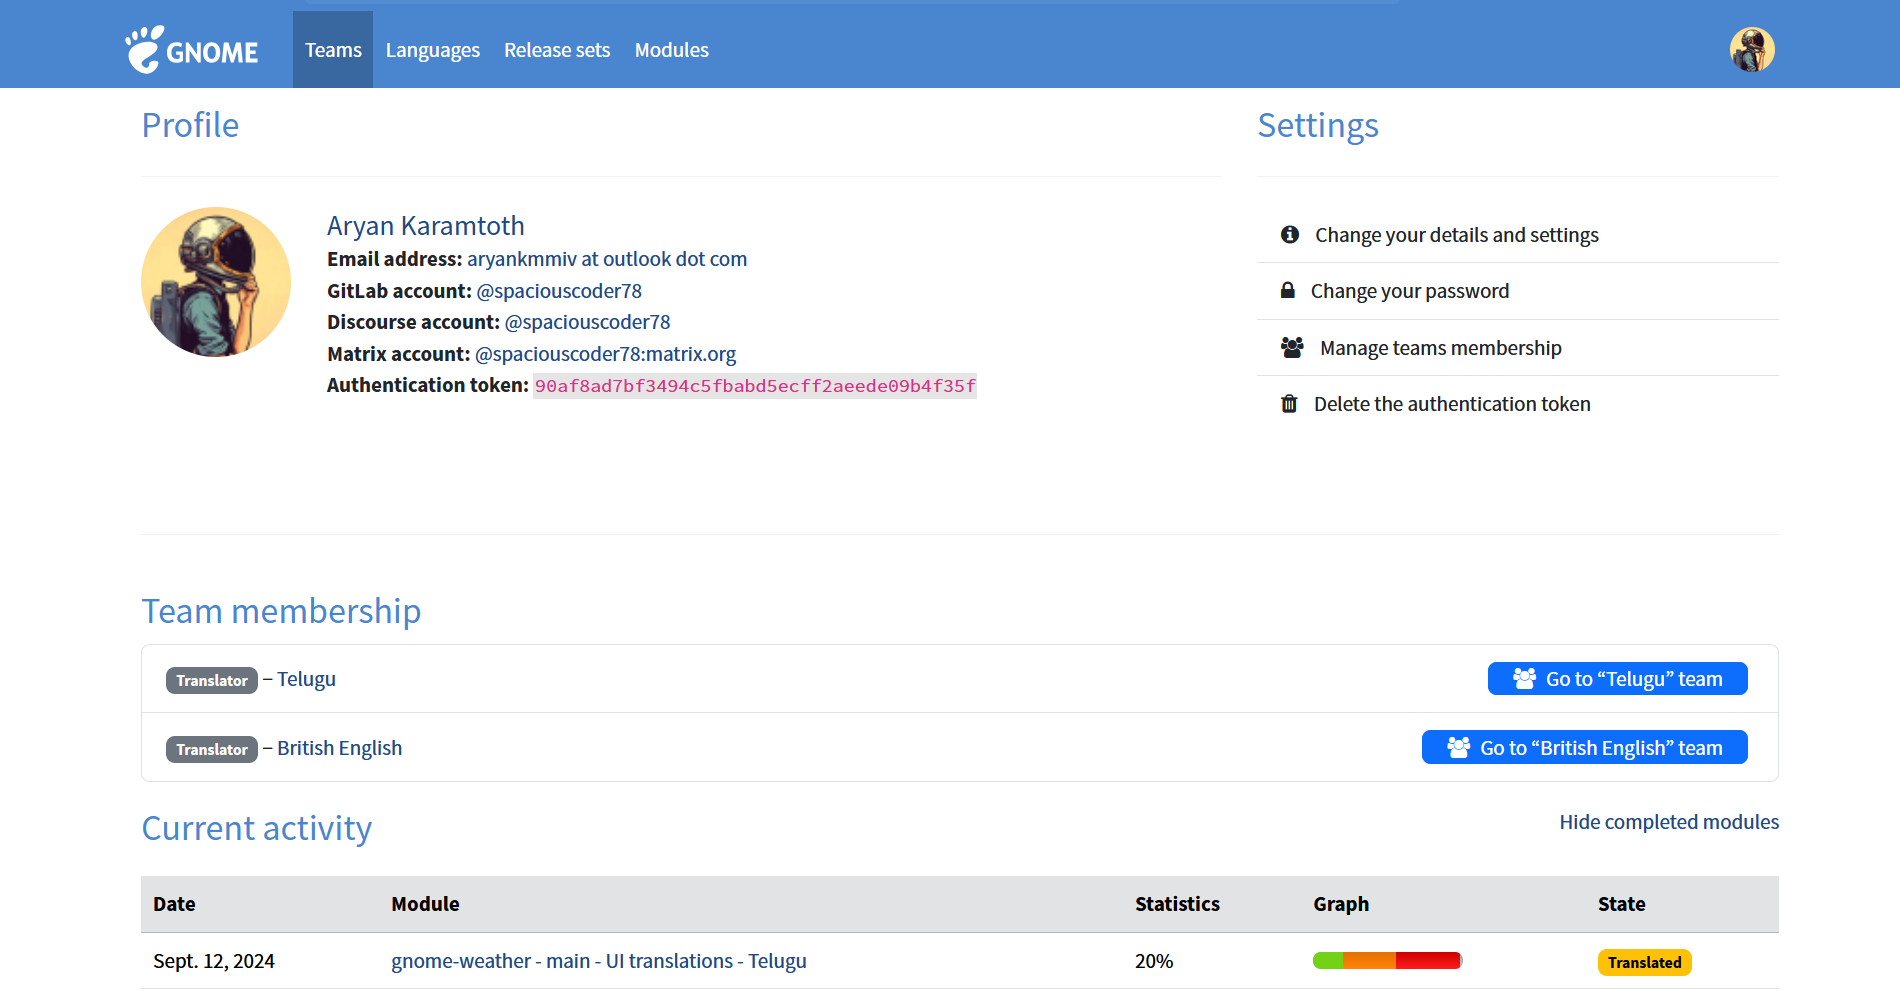 GNOME
Teams
Languages
Release sets
Modules
Profile
Aryan Karamtoth
Email address: aryankmmiv at outlook dot com
GitLab account: @spaciouscoder78
Discourse account: @spaciouscoder78
Matrix account: @spaciouscoder78:matrix.org
Authentication token: 90af8ad7bf3494c5fbabd5ecff2aeede09b4f35f
Settings
Change your details and settings
Change your password
Manage teams membership
Delete the authentication token
Team membership
Translator – Telugu
Go to “Telugu” team
Translator – British English
Go to “British English” team
Current activity
Hide completed modules
Date Module Statistics Graph State
Sept. 12, 2024 gnome-weather - main - UI translations - Telugu 20% Translated